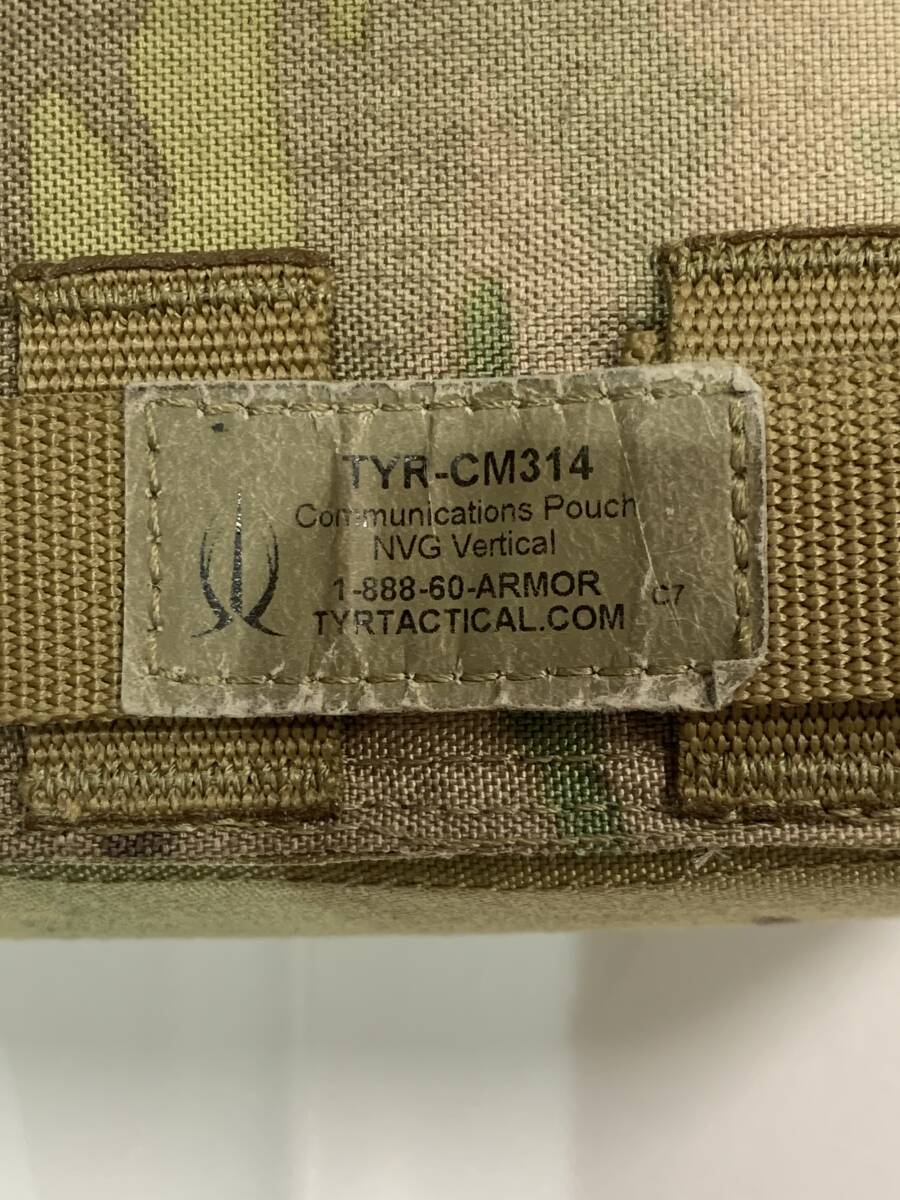 TYR-CM314
Communications Pouch
NVG Vertical
1-888-60-ARMOR
TYRTACTICAL.COM
C7